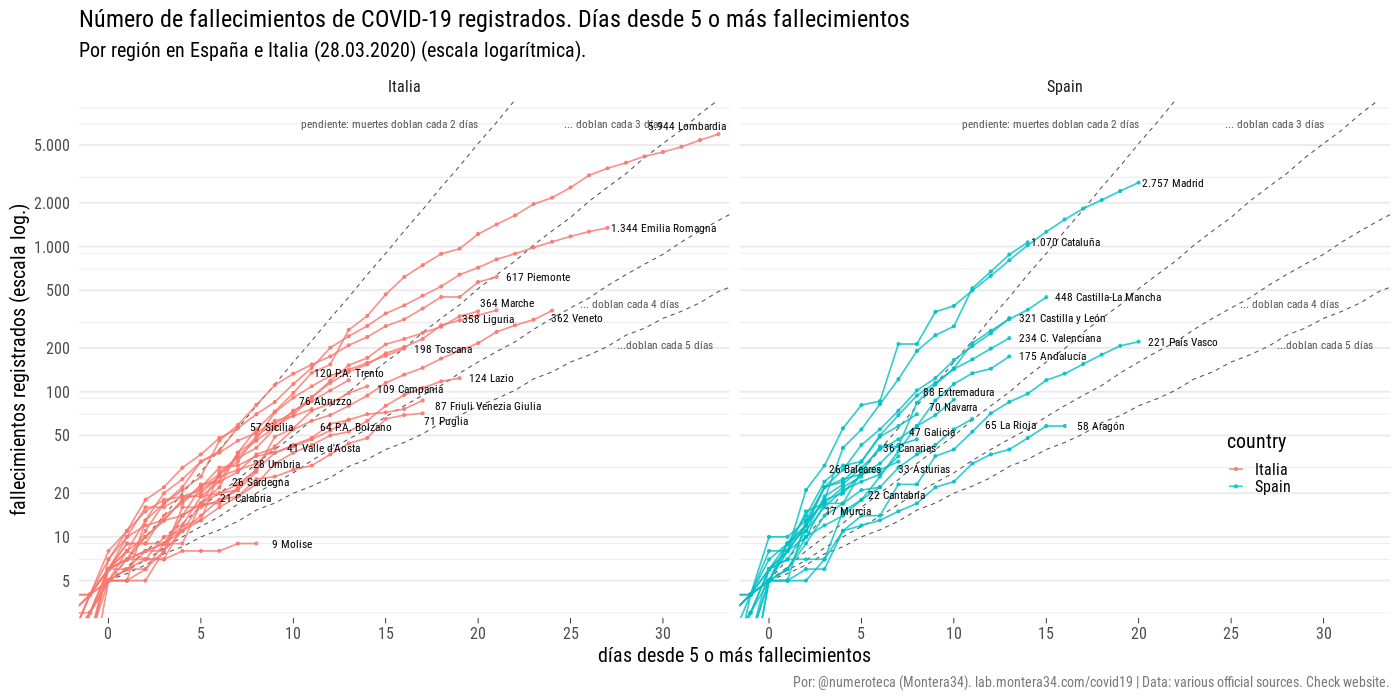 Número de fallecimientos de COVID-19 registrados. Días desde 5 o más fallecimientos
Por región en España e Italia (28.03.2020) (escala logarítmica).
Italia
Spain
pendiente: muertes doblan cada 2 días
... doblan cada 3 días
5.944 Lombardia
1.344 Emilia Romagna
617 Piemonte
364 Marche
... doblan cada 4 días
358 Liguria
362 Veneto
198 Toscana
...doblan cada 5 días
120 P.A. Trento
124 Lazio
109 Campania
76 Abruzzo
87 Friuli Venezia Giulia
57 Sicilia
64 P.A. Bolzano
71 Puglia
41 Valle d'Aosta
28 Umbria
26 Sardegna
21 Calabria
9 Molise
pendiente: muertes doblan cada 2 días
... doblan cada 3 días
2.757 Madrid
1.070 Cataluña
448 Castilla-La Mancha
... doblan cada 4 días
321 Castilla y León
234 C. Valenciana
221 País Vasco
...doblan cada 5 días
175 Andalucía
88 Extremadura
70 Navarra
65 La Rioja
58 Aragón
47 Galicia
36 Canarias
26 Baleares
33 Asturias
22 Cantabria
17 Murcia
country
Italia
Spain
5.000
2.000
1.000
500
200
100
50
20
10
5
fallecimientos registrados (escala log.)
0 5 10 15 20 25 30
0 5 10 15 20 25 30
días desde 5 o más fallecimientos
Por: @numeroteca (Montera34). lab.montera34.com/covid19 | Data: various official sources. Check website.